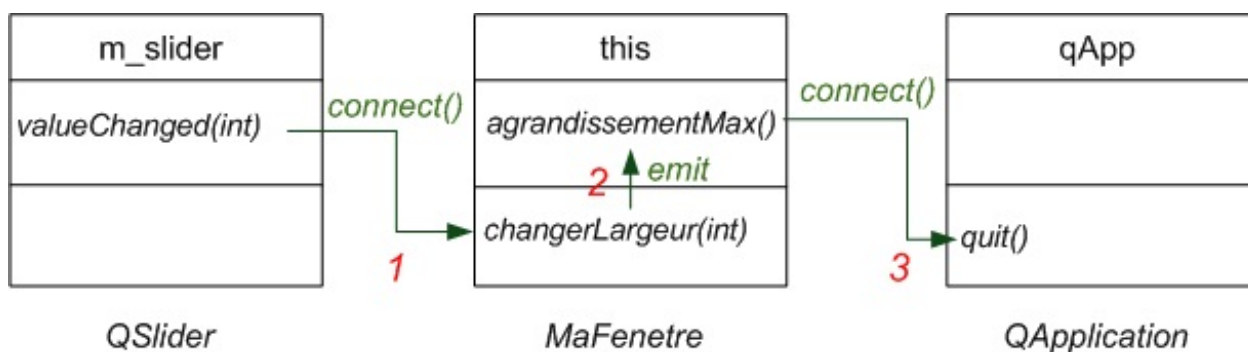 m_slider
this
qApp
valueChanged(int)
connect()
agrandissementMax()
connect()
2
emit
changerLargeur(int)
quit()
1
3
QSlider
MaFenetre
QApplication